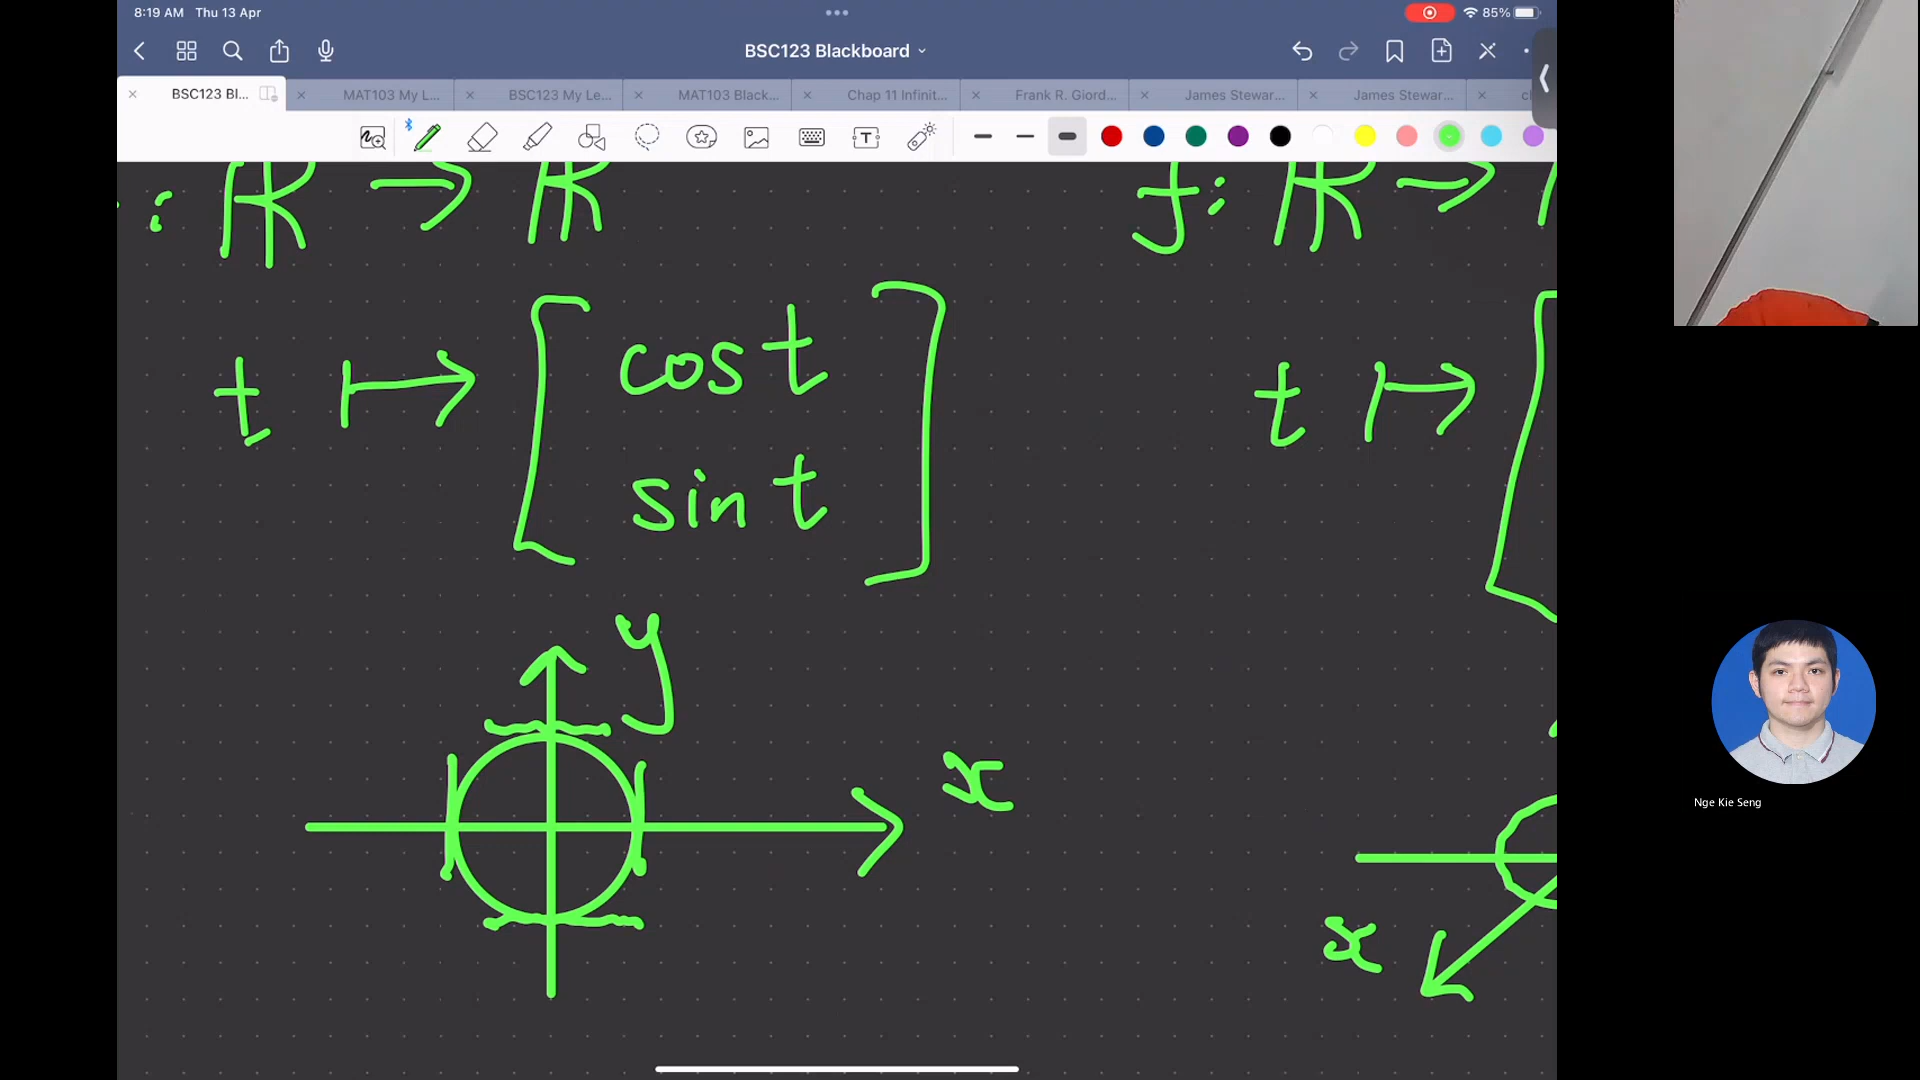 8:19 AM Thu 13 Apr
85%
BSC123 Blackboard
BSC123 Bl...
MAT103 My L...
BSC123 My Le...
MAT103 Black...
Chap 11 Infinit...
Frank R. Giord...
James Stewar...
James Stewar...
: ℝ → ℝ
f: ℝ →
t ↦ [ cos t
sin t ]
t ↦ [
y
x
x
Nge Kie Seng